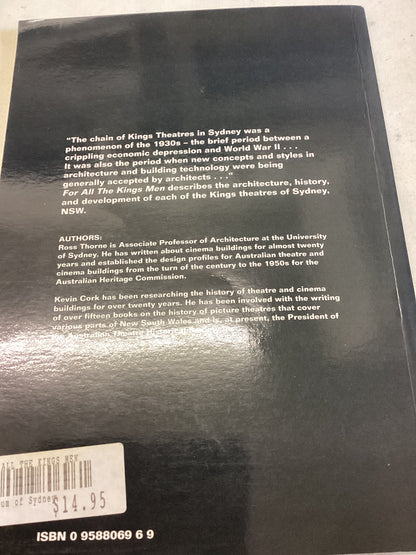 "The chain of Kings Theatres in Sydney was a
phenomenon of the 1930s – the brief period between a
crippling economic depression and World War II . . .
It was also the period when new concepts and styles in
architecture and building technology were being
generally accepted by architects . . ."
For All The Kings Men describes the architecture, history,
and development of each of the Kings theatres of Sydney,
NSW.
AUTHORS:
Ross Thorne is Associate Professor of Architecture at the University
of Sydney. He has written about cinema buildings for almost twenty
years and established the design profiles for Australian theatre and
cinema buildings from the turn of the century to the 1950s for the
Australian Heritage Commission.
Kevin Cork has been researching the history of theatre and cinema
buildings for over twenty years. He has been involved with the writing
of over fifteen books on the history of picture theatres that cover
various parts of New South Wales and is, at present, the President of
the Australian Theatre Historical
ALL THE KINGS MEN
um of Sydney
$14.95
ISBN 0 9588069 6 9